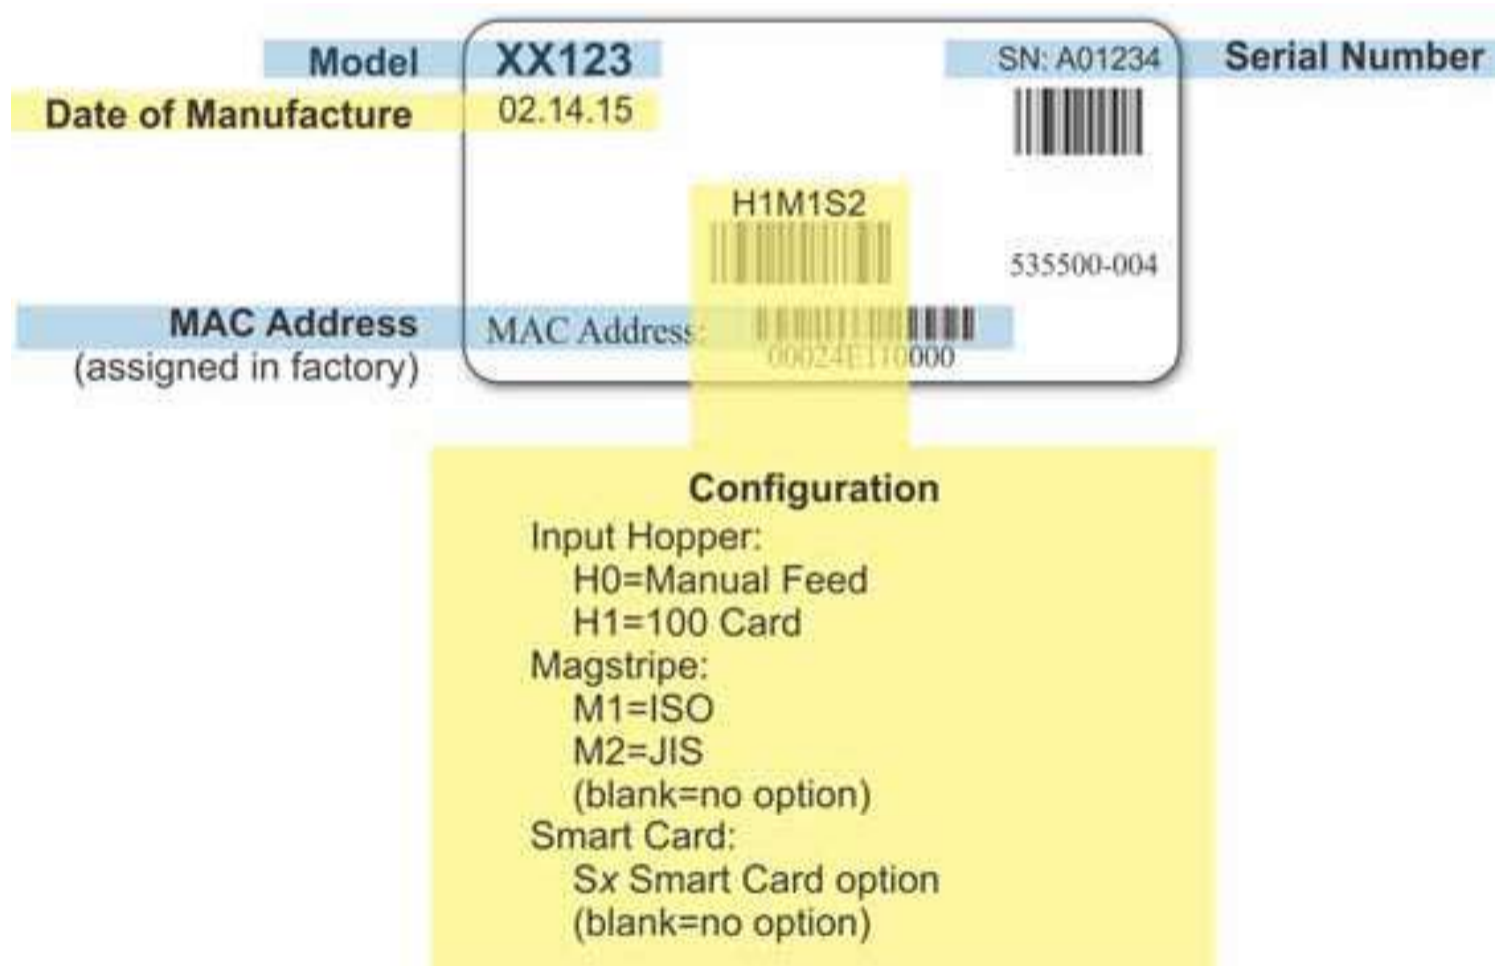 Model XX123 SN: A01234 Serial Number
Date of Manufacture 02.14.15
H1M1S2
535500-004
MAC Address MAC Address:
(assigned in factory) 00024E110000
Configuration
Input Hopper:
H0=Manual Feed
H1=100 Card
Magstripe:
M1=ISO
M2=JIS
(blank=no option)
Smart Card:
Sx Smart Card option
(blank=no option)